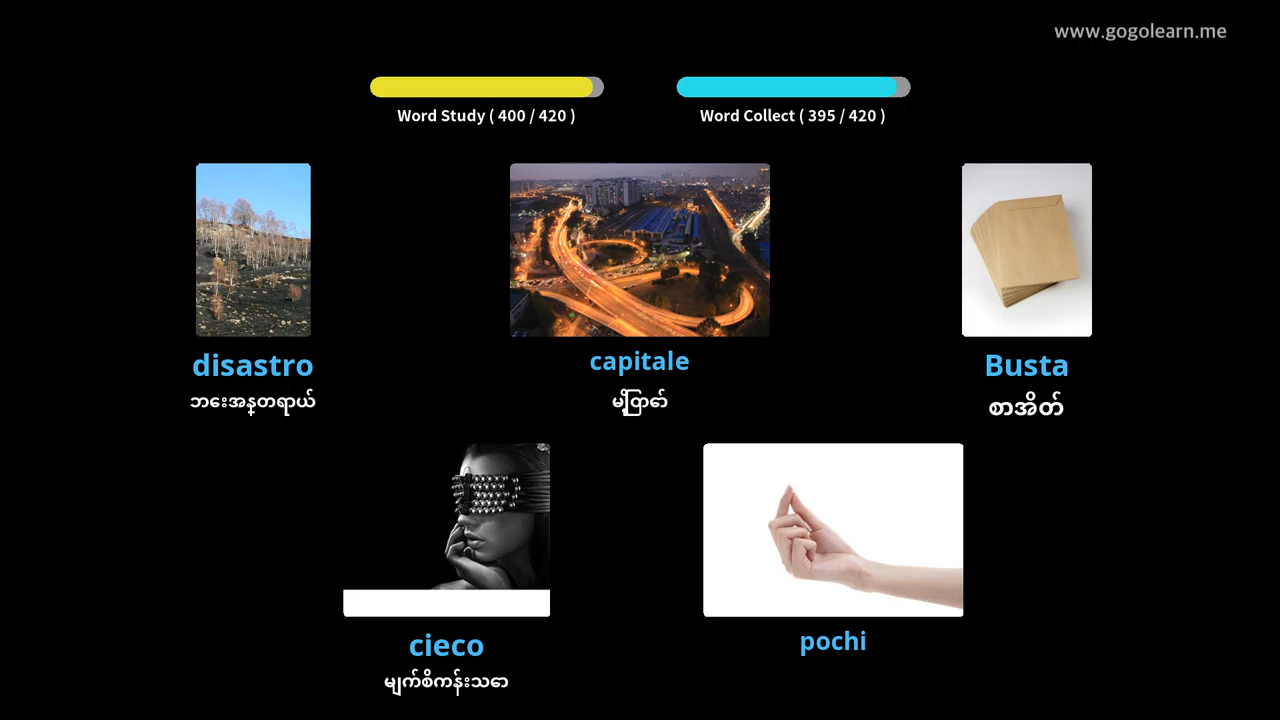 www.gogolearn.me
Word Study ( 400 / 420 )
Word Collect ( 395 / 420 )
disastro
ဘေးအန္တရာယ်
capitale
မြို့တော်
Busta
စာအိတ်
cieco
မျက်စိကန်းသော
pochi